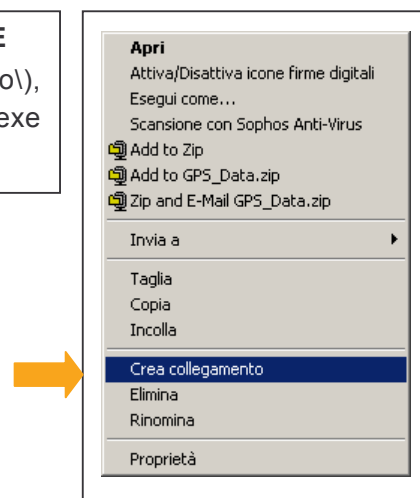 E
o\),
exe
Apri
Attiva/Disattiva icone firme digitali
Esegui come...
Scansione con Sophos Anti-Virus
Add to Zip
Add to GPS_Data.zip
Zip and E-Mail GPS_Data.zip
Invia a
Taglia
Copia
Incolla
Crea collegamento
Elimina
Rinomina
Proprietà